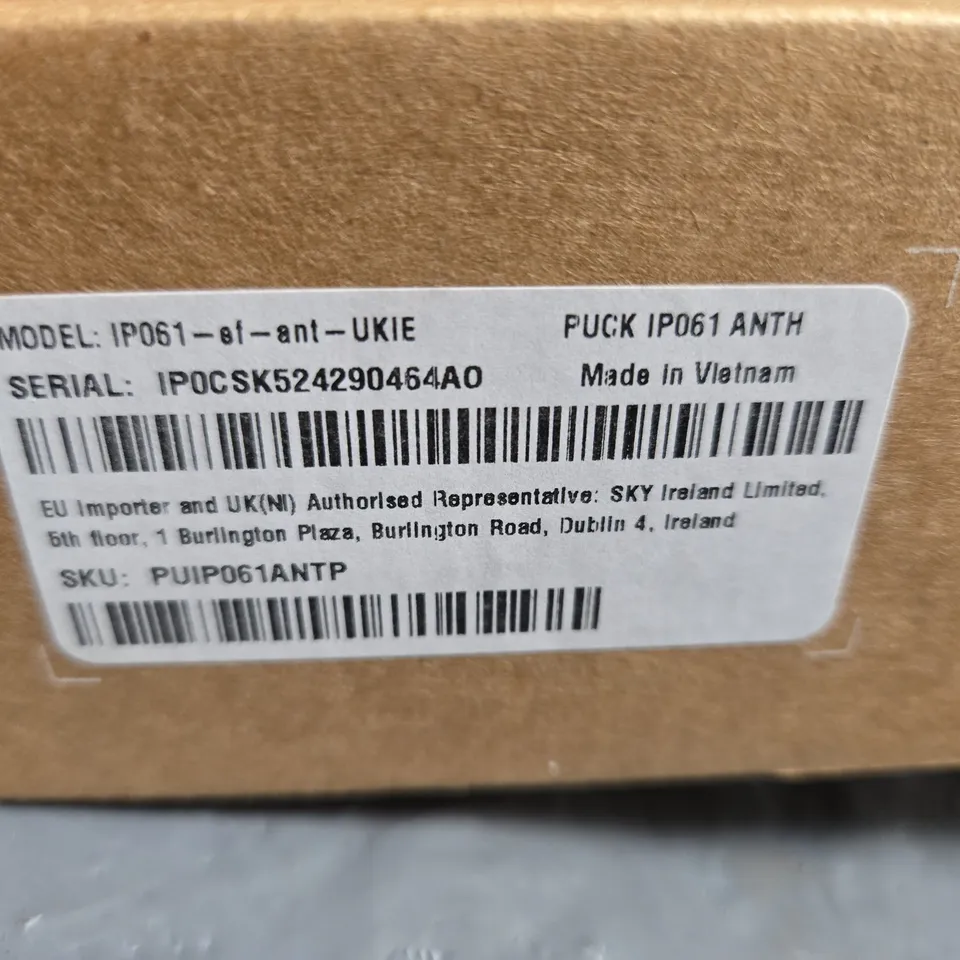 MODEL: IP061-ef-ant-UKIE PUCK IP061 ANTH
SERIAL: IP0CSK524290464A0 Made in Vietnam
EU Importer and UK(NI) Authorised Representative: SKY Ireland Limited,
5th floor, 1 Burlington Plaza, Burlington Road, Dublin 4, Ireland
SKU: PUIP061ANTP